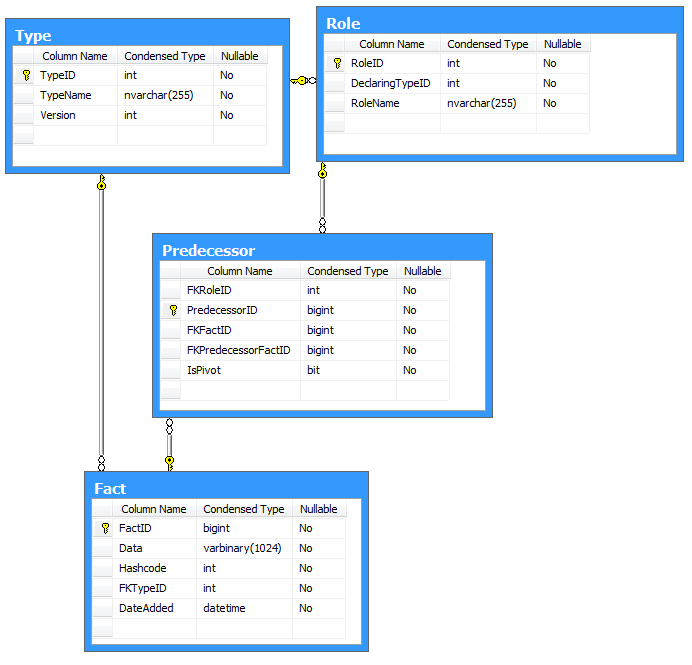 Type
Column Name Condensed Type Nullable
TypeID int No
TypeName nvarchar(255) No
Version int No
Role
Column Name Condensed Type Nullable
RoleID int No
DeclaringTypeID int No
RoleName nvarchar(255) No
Predecessor
Column Name Condensed Type Nullable
FKRoleID int No
PredecessorID bigint No
FKFactID bigint No
FKPredecessorFactID bigint No
IsPivot bit No
Fact
Column Name Condensed Type Nullable
FactID bigint No
Data varbinary(1024) No
Hashcode int No
FKTypeID int No
DateAdded datetime No